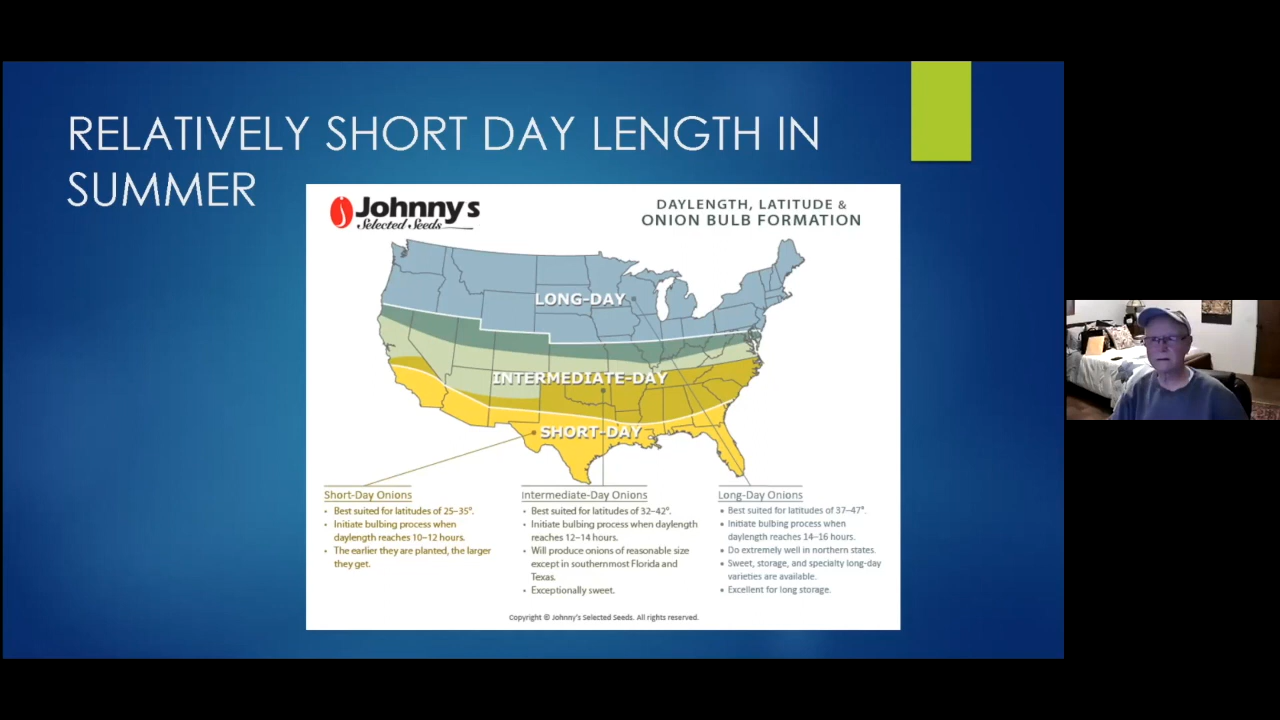 RELATIVELY SHORT DAY LENGTH IN
SUMMER
Johnny's
Selected Seeds
DAYLENGTH, LATITUDE &
ONION BULB FORMATION
LONG-DAY
INTERMEDIATE-DAY
SHORT-DAY
Short-Day Onions
• Best suited for latitudes of 25–35°.
• Initiate bulbing process when
daylength reaches 10–12 hours.
• The earlier they are planted, the larger
they get.
Intermediate-Day Onions
• Best suited for latitudes of 32–42°.
• Initiate bulbing process when daylength
reaches 12–14 hours.
• Will produce onions of reasonable size
except in southernmost Florida and
Texas.
• Exceptionally sweet.
Long-Day Onions
• Best suited for latitudes of 37–47°.
• Initiate bulbing process when
daylength reaches 14–16 hours.
• Do extremely well in northern states.
• Sweet, storage, and specialty long-day
varieties are available.
• Excellent for long storage.
Copyright © Johnny's Selected Seeds. All rights reserved.